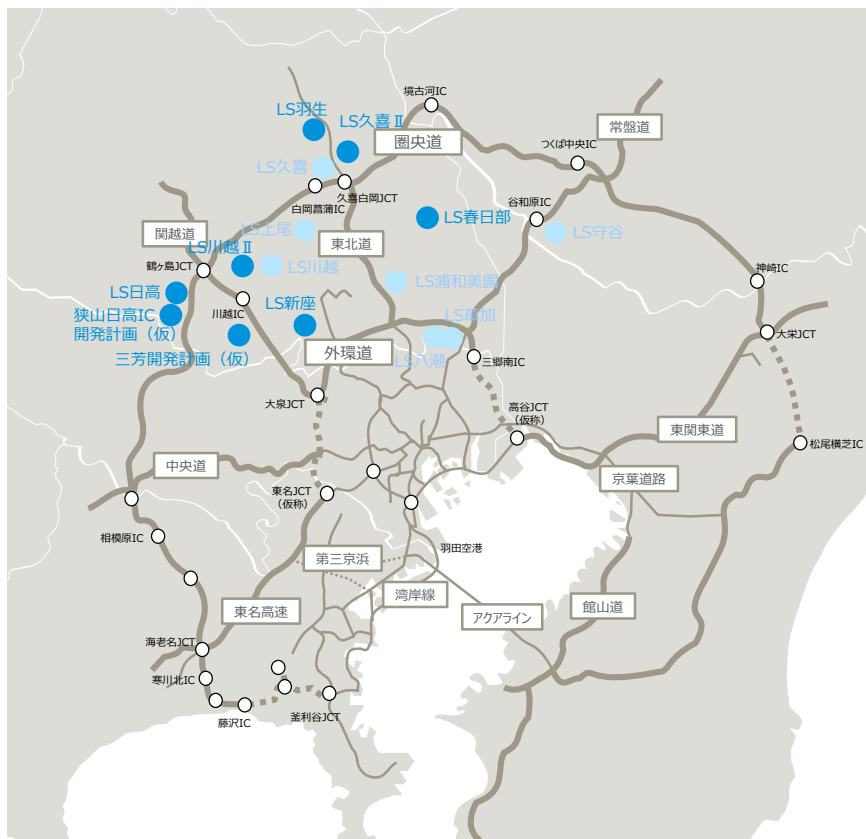 境古河IC
LS羽生
LS久喜Ⅱ
常盤道
圏央道
つくば中央IC
LS久喜
久喜白岡JCT
白岡菖蒲IC
谷和原IC
LS春日部
関越道
LS上尾
LS守谷
LS川越Ⅱ
東北道
鶴ヶ島JCT
LS川越
神崎IC
LS浦和美園
LS日高
川越IC
LS新座
LS草加
狭山日高IC
開発計画（仮）
大栄JCT
三芳開発計画（仮）
外環道
LS八潮
三郷南IC
大泉JCT
高谷JCT
（仮称）
東関東道
松尾横芝IC
中央道
京葉道路
東名JCT
（仮称）
相模原IC
羽田空港
第三京浜
湾岸線
東名高速
アクアライン
館山道
海老名JCT
寒川北IC
藤沢IC
釜利谷JCT